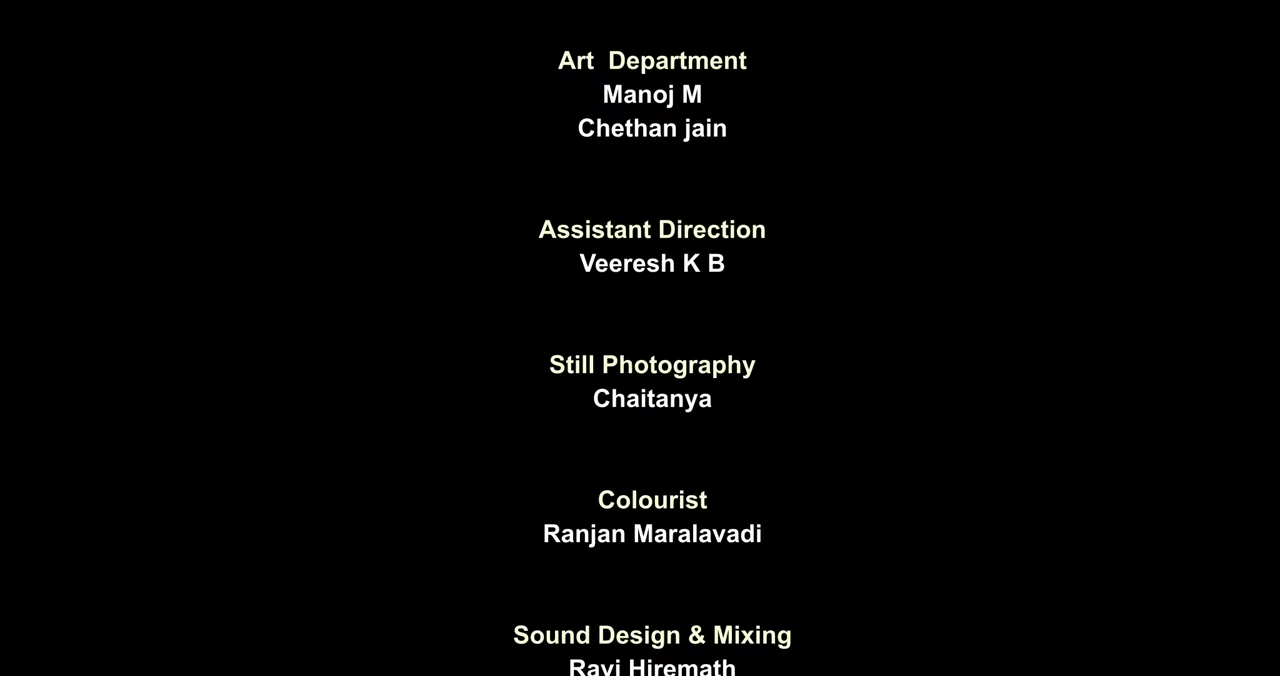 Art  Department
Manoj M
Chethan jain
Assistant Direction
Veeresh K B
Still Photography
Chaitanya
Colourist
Ranjan Maralavadi
Sound Design & Mixing
Ravi Hiremath